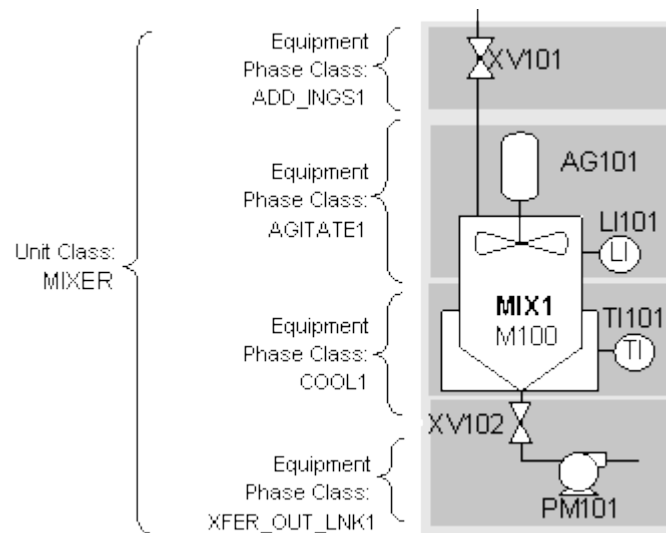 Unit Class:
MIXER
Equipment
Phase Class:
ADD_INGS1
Equipment
Phase Class:
AGITATE1
Equipment
Phase Class:
COOL1
Equipment
Phase Class:
XFER_OUT_LNK1
XV101
AG101
LI101
LI
MIX1
M100
TI101
TI
XV102
PM101